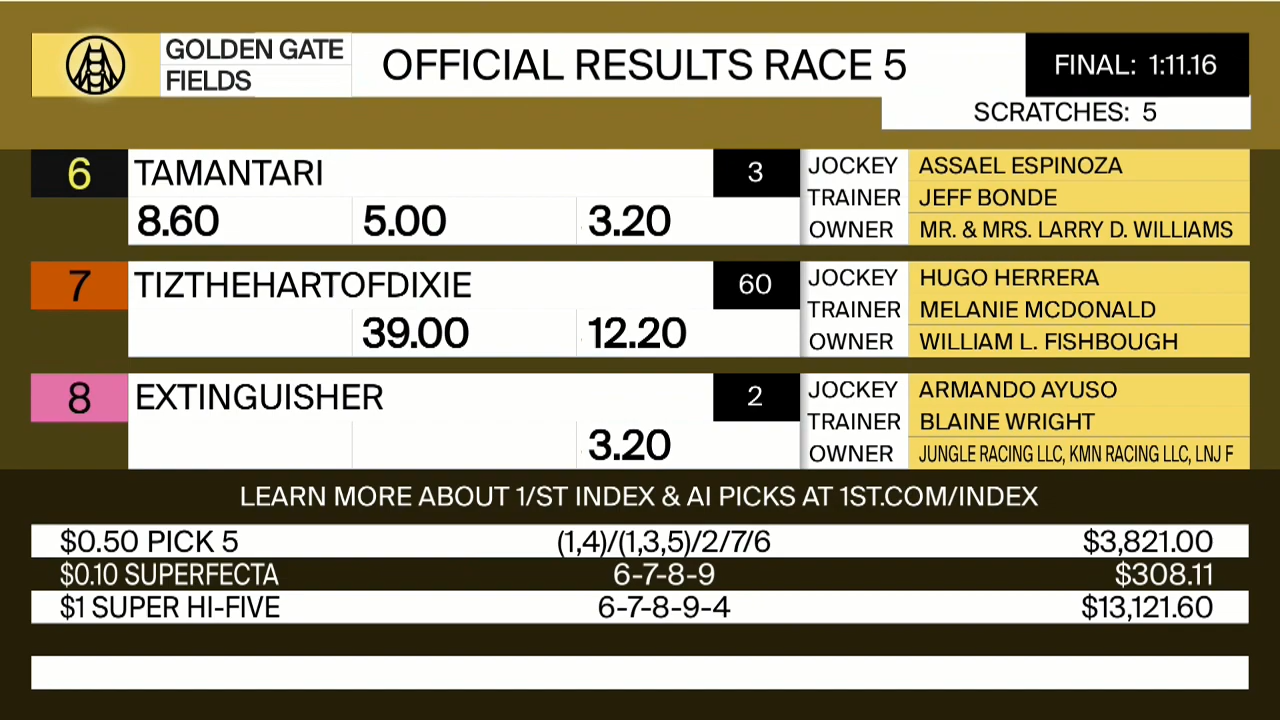 GOLDEN GATE
FIELDS
OFFICIAL RESULTS RACE 5
FINAL: 1:11.16
SCRATCHES: 5
6 TAMANTARI 3
8.60 5.00 3.20
JOCKEY ASSAEL ESPINOZA
TRAINER JEFF BONDE
OWNER MR. & MRS. LARRY D. WILLIAMS
7 TIZTHEHARTOFDIXIE 60
39.00 12.20
JOCKEY HUGO HERRERA
TRAINER MELANIE MCDONALD
OWNER WILLIAM L. FISHBOUGH
8 EXTINGUISHER 2
3.20
JOCKEY ARMANDO AYUSO
TRAINER BLAINE WRIGHT
OWNER JUNGLE RACING LLC, KMN RACING LLC, LNJ F
LEARN MORE ABOUT 1/ST INDEX & AI PICKS AT 1ST.COM/INDEX
$0.50 PICK 5 (1,4)/(1,3,5)/2/7/6 $3,821.00
$0.10 SUPERFECTA 6-7-8-9 $308.11
$1 SUPER HI-FIVE 6-7-8-9-4 $13,121.60